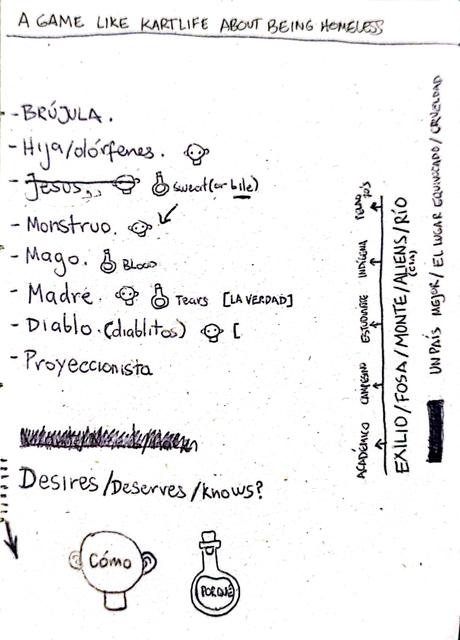 A GAME LIKE KARTLIFE ABOUT BEING HOMELESS
- BRÚJULA.
- Hija/dórfenes.
- Jesus,,
sweat (or bile)
- Monstruo.
- Mago.
BLOOD
- Madre.
TEARS [LA VERDAD]
- Diablo. (diablitos) [
- Proyeccionista
Desires/Deserves/Knows?
CÓMO
PORQUÉ
ACADÉMICO
CAMPESINO
ESTUDIANTE
INDÍGENA
EXILIO/FOSA/MONTE/ALIENS/RÍO
(CIA)
UN PAÍS MEJOR/EL LUGAR EQUIVOCADO/CRUELDAD